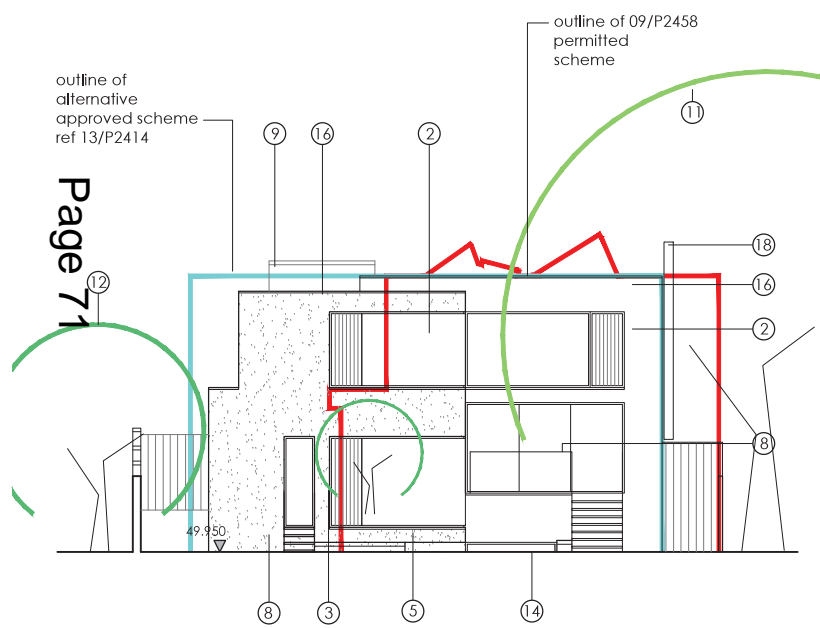 outline of 09/P2458
permitted
scheme
outline of
alternative
approved scheme
ref 13/P2414
11
9
16
2
Page 71
18
12
16
2
8
49.950
8
3
5
14